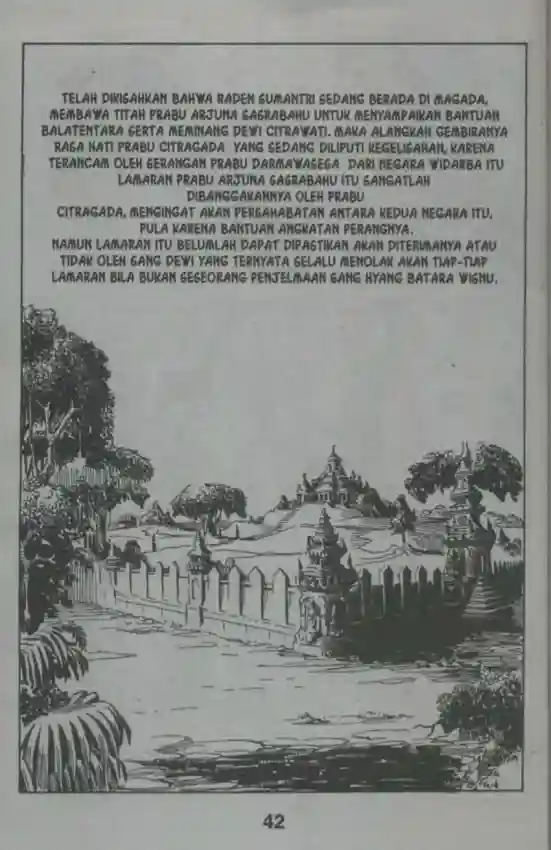 TELAH DIKISAHKAN BAHWA RADEN SUMANTRI SEDANG BERADA DI MAGADA,
MEMBAWA TITAH PRABU ARJUNA SASRABAHU UNTUK MENYAMPAIKAN BANTUAN
BALATENTARA SERTA MEMINANG DEWI CITRAWATI. MAKA ALANGKAH GEMBIRANYA
RASA HATI PRABU CITRAGADA YANG SEDANG DILIPUTI KEGELISAHAN, KARENA
TERANCAM OLEH SERANGAN PRABU DARMAWASESA DARI NEGARA WIDARBA ITU
LAMARAN PRABU ARJUNA SASRABAHU ITU SANGATLAH
DIBANGGAKANNYA OLEH PRABU
CITRAGADA, MENGINGAT AKAN PERSAHABATAN ANTARA KEDUA NEGARA ITU,
PULA KARENA BANTUAN ANGKATAN PERANGNYA.
NAMUN LAMARAN ITU BELUMLAH DAPAT DIPASTIKAN AKAN DITERIMANYA ATAU
TIDAK OLEH SANG DEWI YANG TERNYATA SELALU MENOLAK AKAN TIAP-TIAP
LAMARAN BILA BUKAN SESEORANG PENJELMAAN SANG HYANG BATARA WISNU.
42